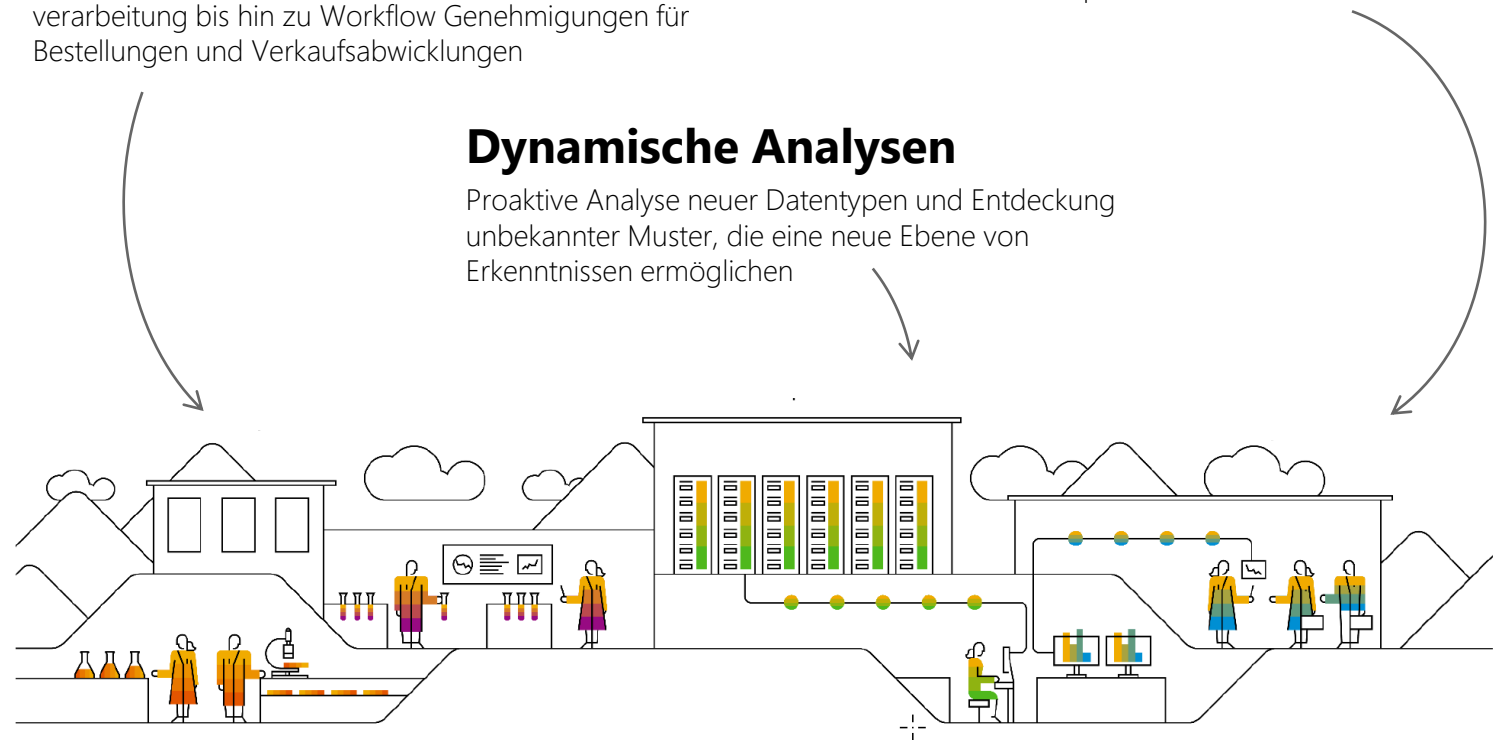 verarbeitung bis hin zu Workflow Genehmigungen für
Bestellungen und Verkaufsabwicklungen
Dynamische Analysen
Proaktive Analyse neuer Datentypen und Entdeckung
unbekannter Muster, die eine neue Ebene von
Erkenntnissen ermöglichen